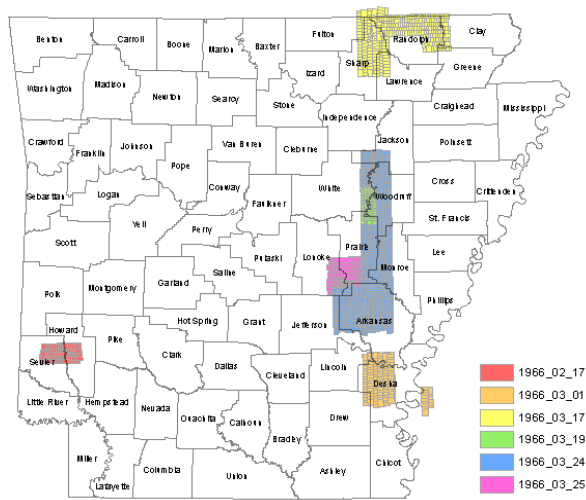 Benton
Carroll
Boone
Marion
Baxter
Fulton
Randolph
Clay
Sharp
Izard
Washington
Madison
Newton
Searcy
Stone
Lawrence
Greene
Independence
Craighead
Mississippi
Crawford
Franklin
Johnson
Pope
Van Buren
Cleburne
Jackson
Poinsett
Sebastian
Logan
Conway
Faulkner
White
Woodruff
Cross
Crittenden
St. Francis
Scott
Yell
Perry
Pulaski
Lonoke
Prairie
Monroe
Lee
Phillips
Polk
Montgomery
Garland
Saline
Hot Spring
Grant
Jefferson
Arkansas
Howard
Sevier
Pike
Clark
Dallas
Cleveland
Lincoln
Desha
Little River
Hempstead
Nevada
Ouachita
Calhoun
Bradley
Drew
Miller
Lafayette
Columbia
Union
Ashley
Chicot
1966_02_17
1966_03_01
1966_03_17
1966_03_19
1966_03_24
1966_03_25